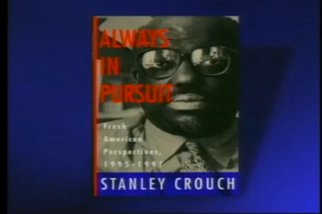 ALWAYS
IN
PURSUIT
Fresh
American
Perspectives,
1995-1997
STANLEY CROUCH